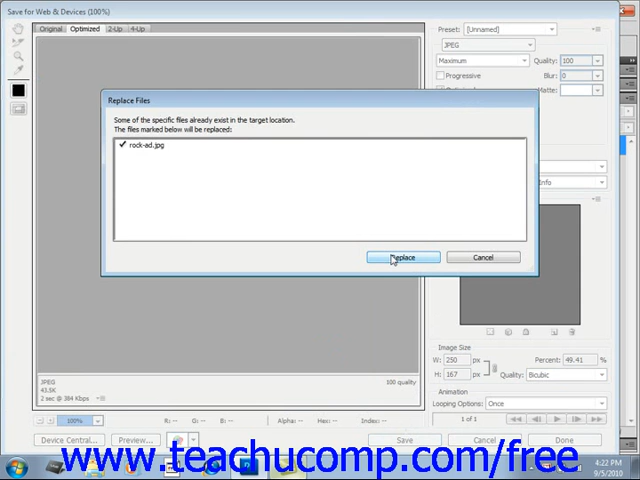 Save for Web & Devices (100%)
Original Optimized 2-Up 4-Up
Preset: [Unnamed]
JPEG
Maximum Quality: 100
Progressive Blur: 0
Matte:
Replace Files
Some of the specific files already exist in the target location.
The files marked below will be replaced:
rock-ad.jpg
Replace Cancel
Image Size
W: 250 px Percent: 49.41 %
H: 167 px Quality: Bicubic
JPEG 100 quality
43.5K
2 sec @ 384 Kbps
Animation
Looping Options: Once
100% R: -- G: -- B: -- Alpha: -- Hex: -- Index: -- 1 of 1
Device Central... Preview... Save Cancel Done
www.teachucomp.com/free
4:22 PM
9/5/2010